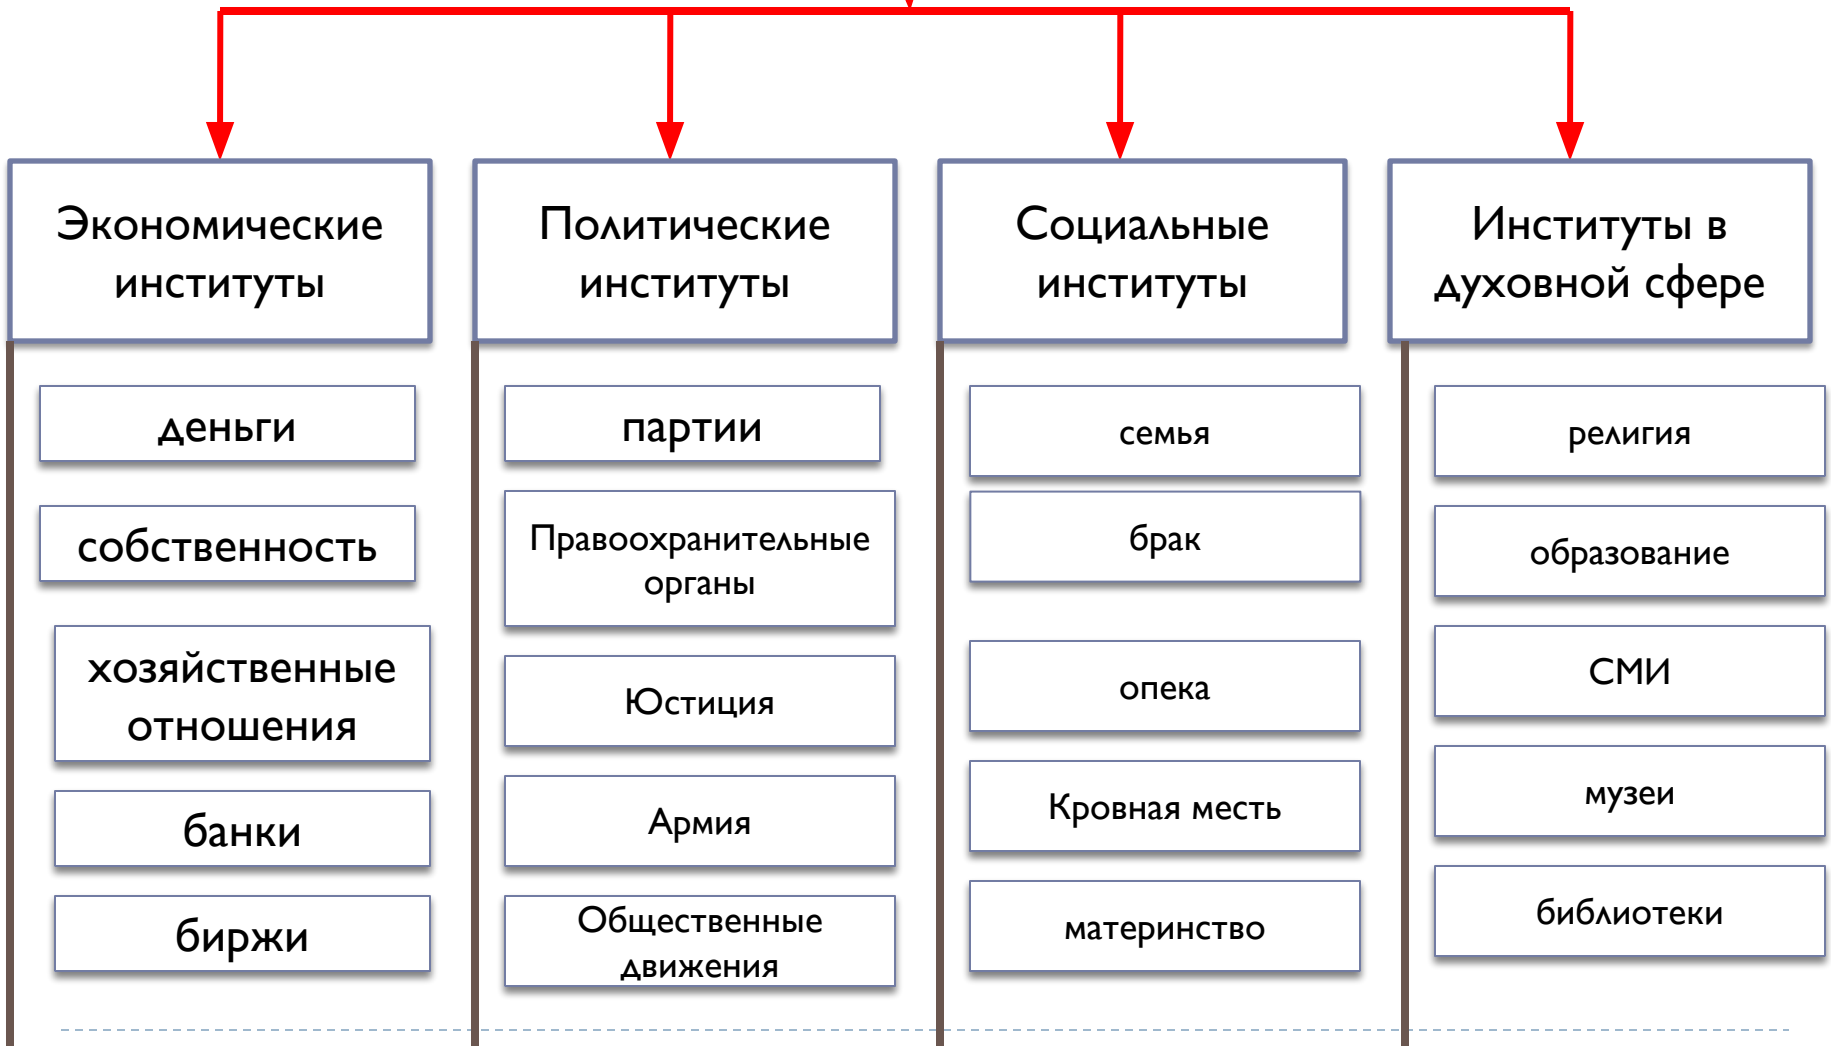 Экономические
институты
деньги
собственность
хозяйственные
отношения
банки
биржи
Политические
институты
партии
Правоохранительные
органы
Юстиция
Армия
Общественные
движения
Социальные
институты
семья
брак
опека
Кровная месть
материнство
Институты в
духовной сфере
религия
образование
СМИ
музеи
библиотеки